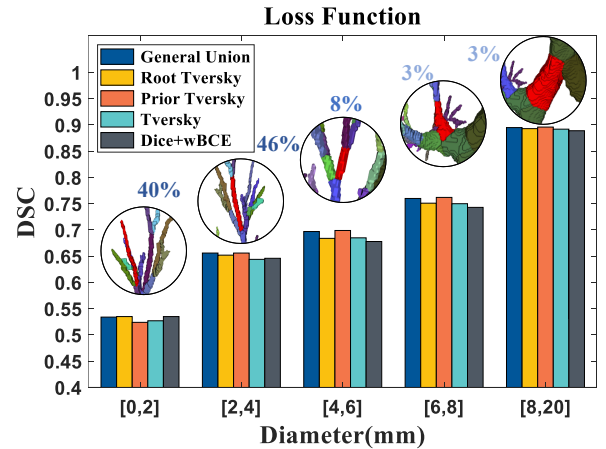 Loss Function
General Union
Root Tversky
Prior Tversky
Tversky
Dice+wBCE
40%
46%
8%
3%
3%
DSC
1
0.95
0.9
0.85
0.8
0.75
0.7
0.65
0.6
0.55
0.5
0.45
0.4
[0,2]
[2,4]
[4,6]
[6,8]
[8,20]
Diameter(mm)